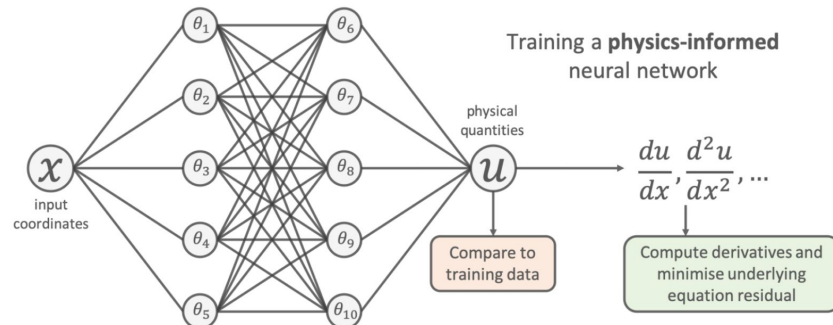 Training a physics-informed
neural network
θ₁
θ₂
θ₃
θ₄
θ₅
θ₆
θ₇
θ₈
θ₉
θ₁₀
x
input
coordinates
physical
quantities
u
du/dx, d²u/dx², ...
Compare to
training data
Compute derivatives and
minimise underlying
equation residual